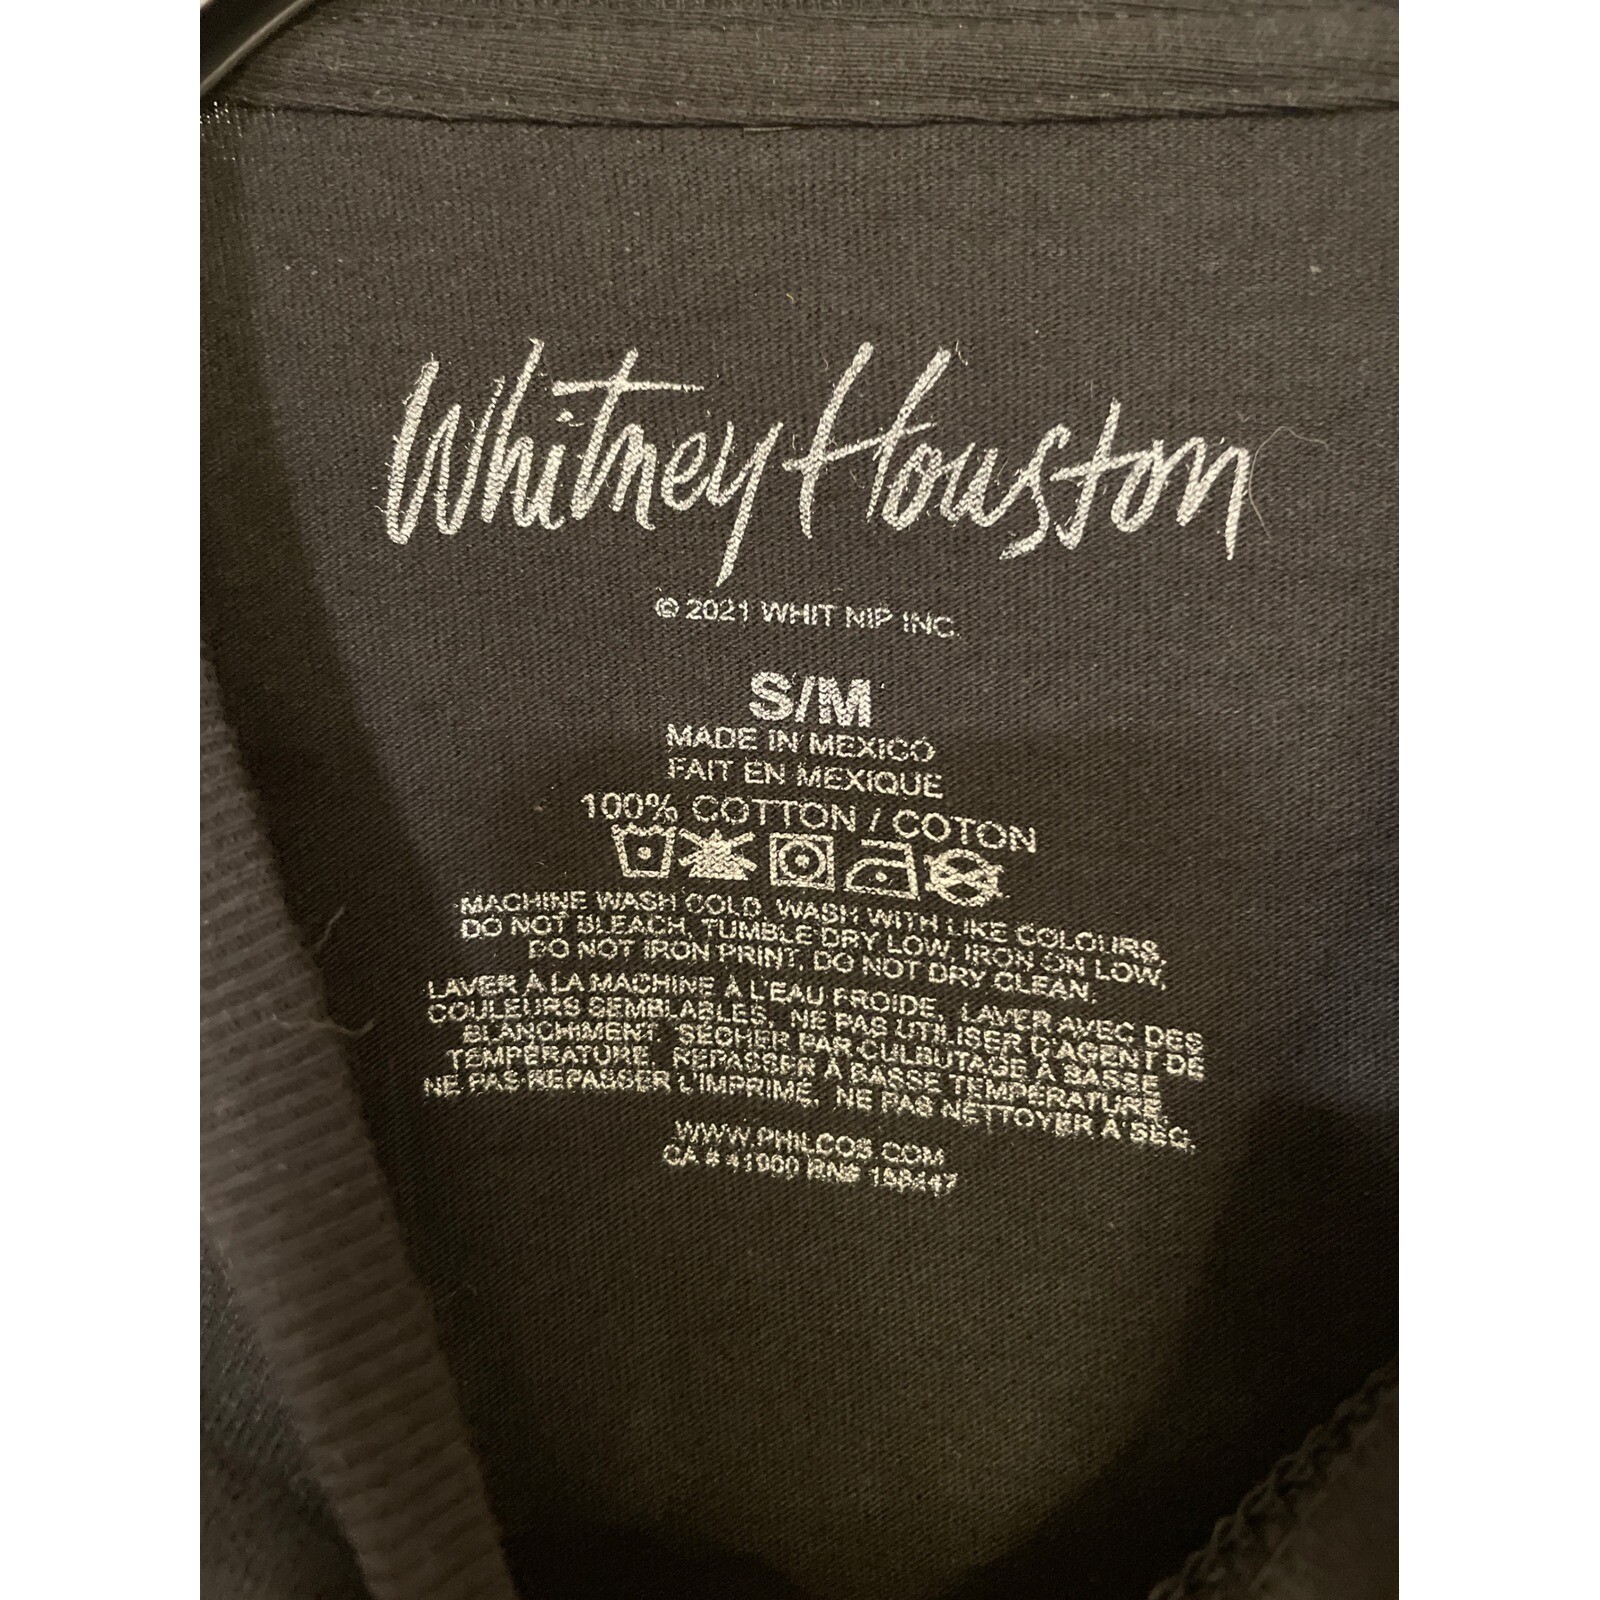 Whitney Houston
© 2021 WHIT NIP INC.
S/M
MADE IN MEXICO
FAIT EN MEXIQUE
100% COTTON / COTON
MACHINE WASH COLD. WASH WITH LIKE COLOURS.
DO NOT BLEACH. TUMBLE DRY LOW. IRON ON LOW.
DO NOT IRON PRINT. DO NOT DRY CLEAN.
LAVER À LA MACHINE À L'EAU FROIDE. LAVER AVEC DES
COULEURS SEMBLABLES. NE PAS UTILISER D'AGENT DE
BLANCHIMENT. SÉCHER PAR CULBUTAGE À BASSE
TEMPÉRATURE. REPASSER À BASSE TEMPÉRATURE.
NE PAS REPASSER L'IMPRIMÉ. NE PAS NETTOYER À SEC.
WWW.PHILCOS.COM
CA # 41900 RN#